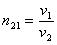 n₂₁ = v₁/v₂